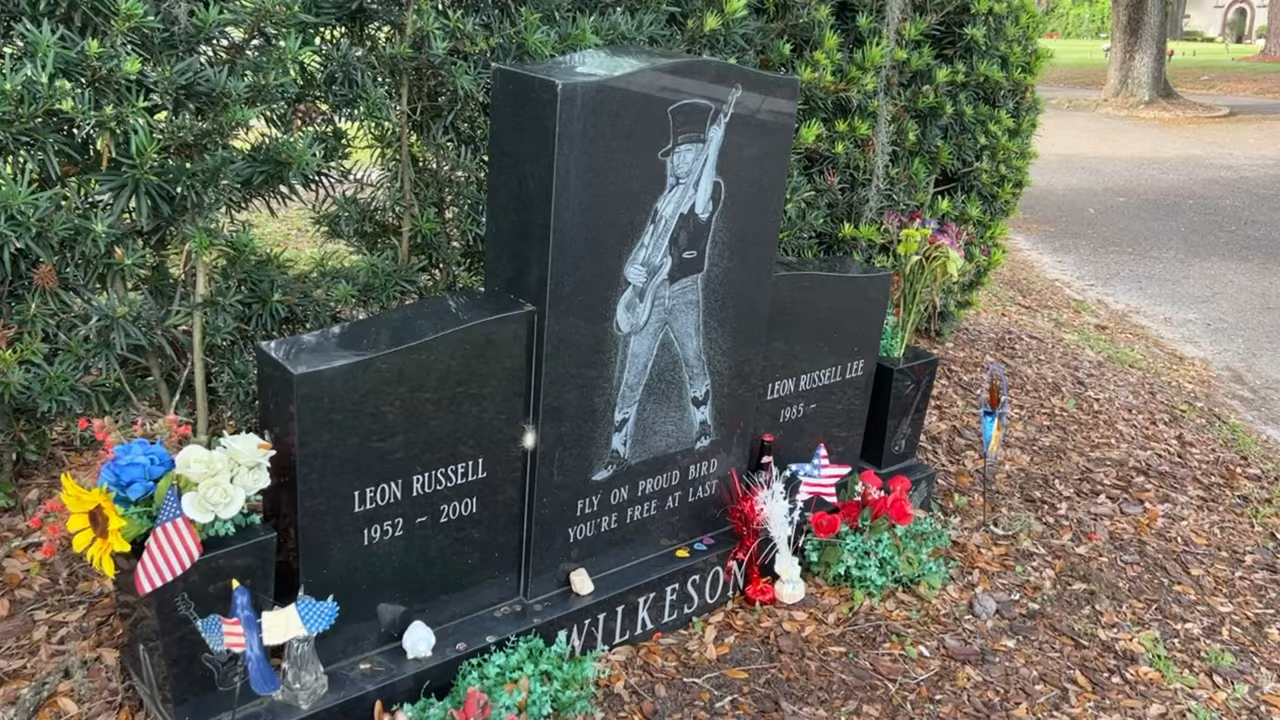 LEON RUSSELL
1952 ~ 2001
FLY ON PROUD BIRD
YOU'RE FREE AT LAST
LEON RUSSELL LEE
1985 ~
WILKESON